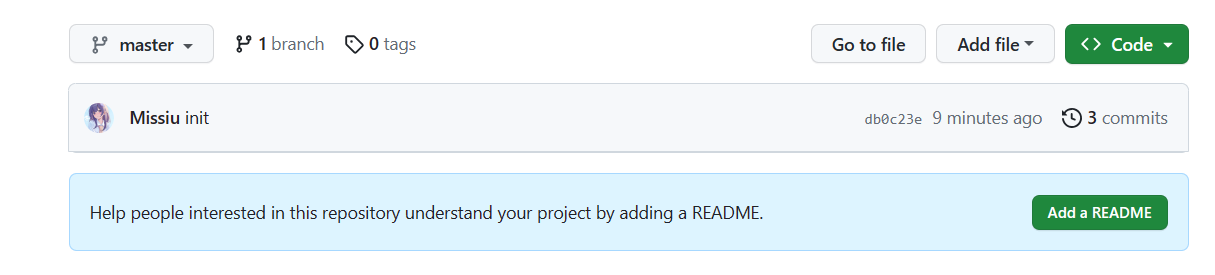 master 1 branch 0 tags Go to file Add file Code
Missiu init db0c23e 9 minutes ago 3 commits
Help people interested in this repository understand your project by adding a README. Add a README